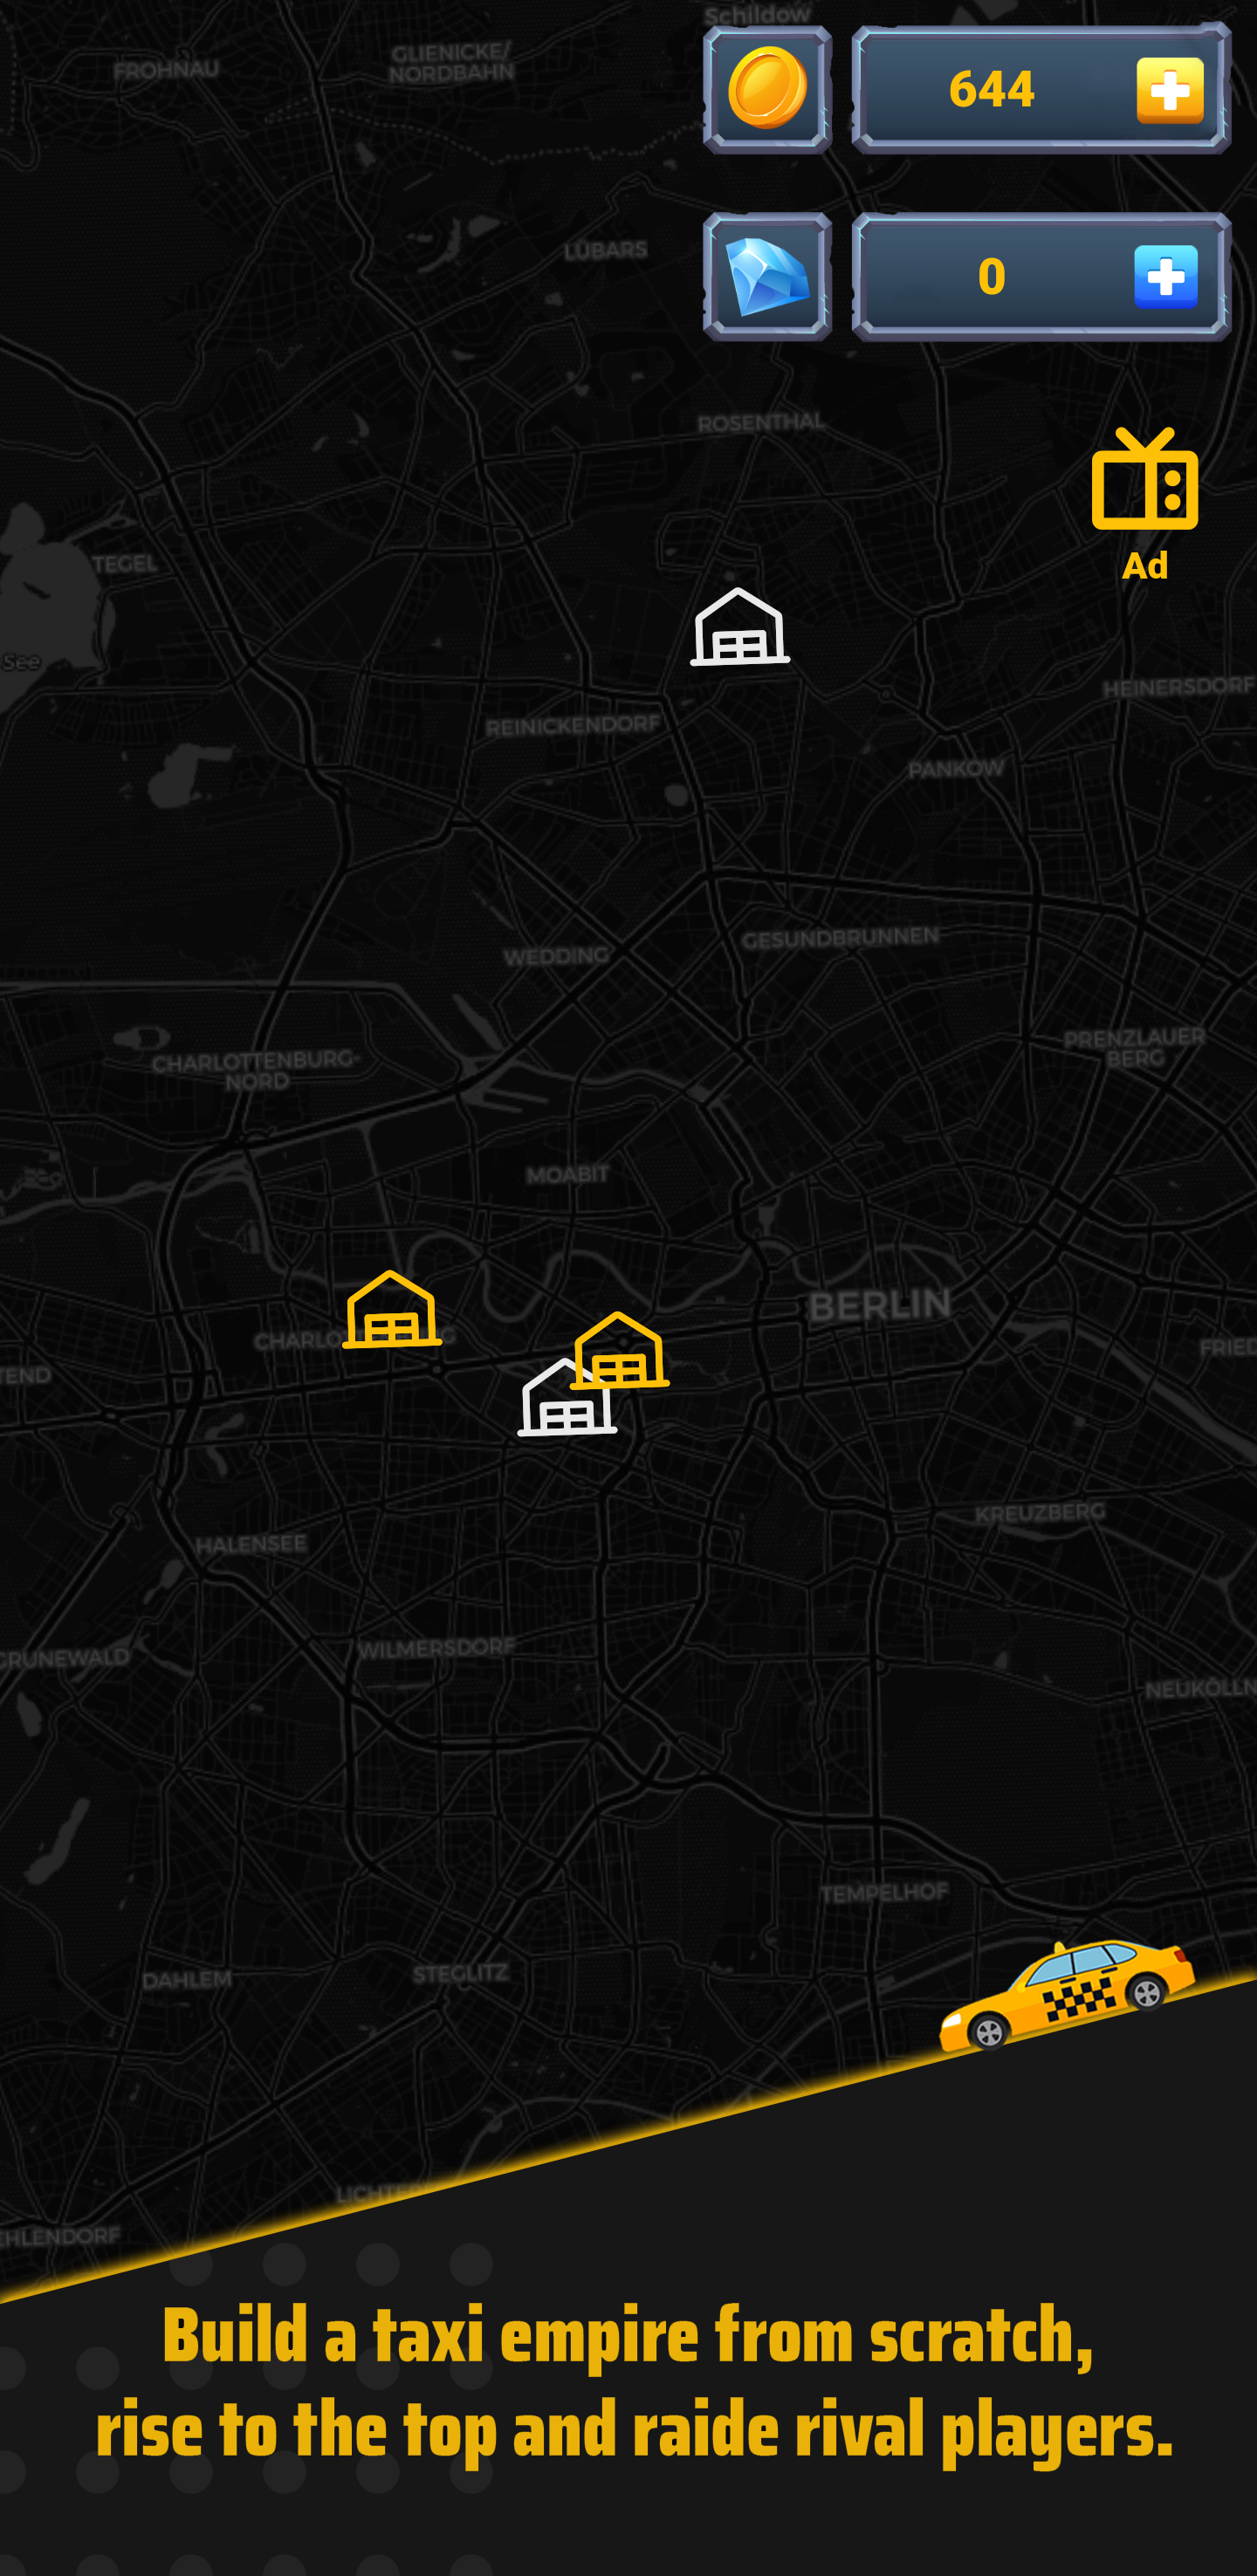 Schildow
FROHNAU
GLIENICKE/
NORDBAHN
644
LÜBARS
0
ROSENTHAL
TEGEL
Ad
See
HEINERSDORF
REINICKENDORF
PANKOW
WEDDING
GESUNDBRUNNEN
CHARLOTTENBURG-
NORD
PRENZLAUER
BERG
MOABIT
BERLIN
CHARLO
G
FRIED
TEND
KREUZBERG
HALENSEE
GRUNEWALD
WILMERSDORF
NEUKÖLLN
TEMPELHOF
DAHLEM
STEGLITZ
LICHTE
EHLENDORF
Build a taxi empire from scratch,
rise to the top and raide rival players.